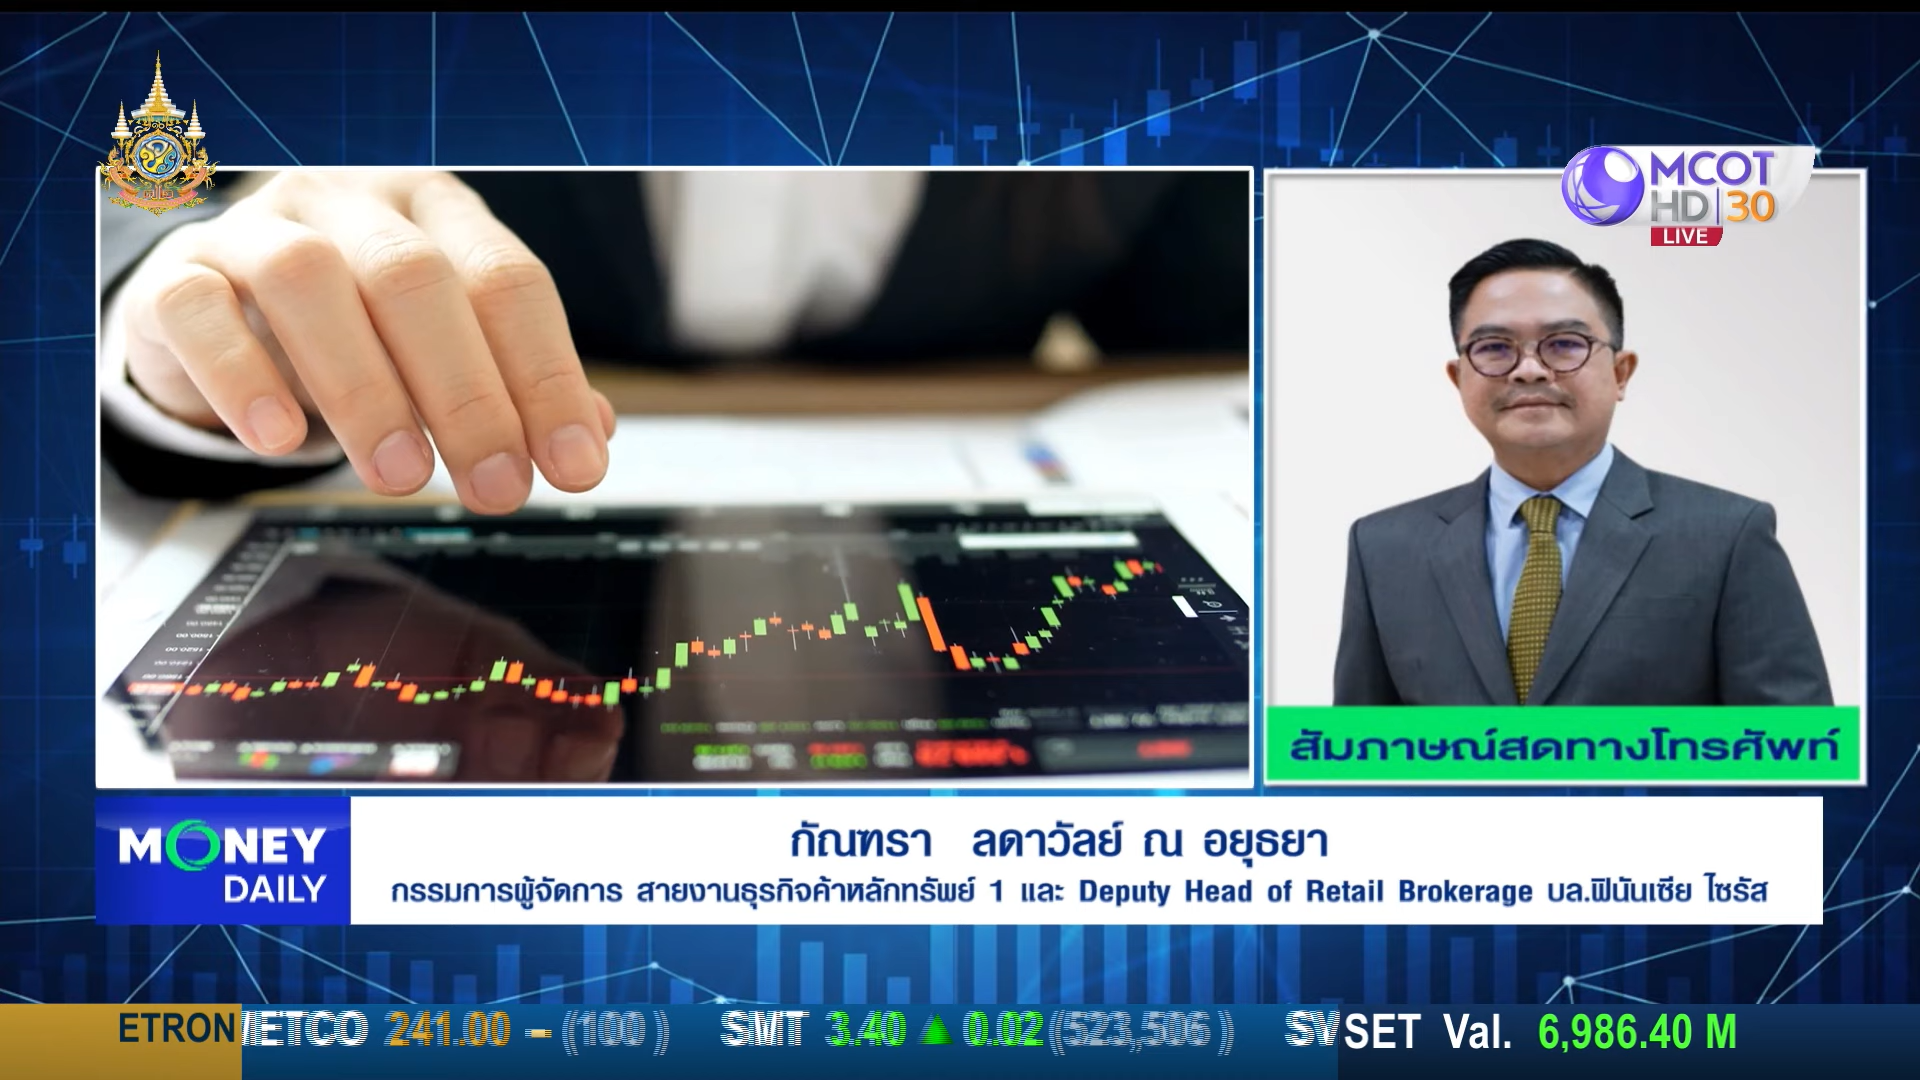 MCOT
HD 30
LIVE
สัมภาษณ์สดทางโทรศัพท์
MONEY
DAILY
กัณฑรา ลดาวัลย์ ณ อยุธยา
กรรมการผู้จัดการ สายงานธุรกิจค้าหลักทรัพย์ 1 และ Deputy Head of Retail Brokerage บล.ฟินันเซีย ไซรัส
ETRON METCO 241.00 – (100 ) SMT 3.40 ▲ 0.02 (523,506 ) SET Val. 6,986.40 M